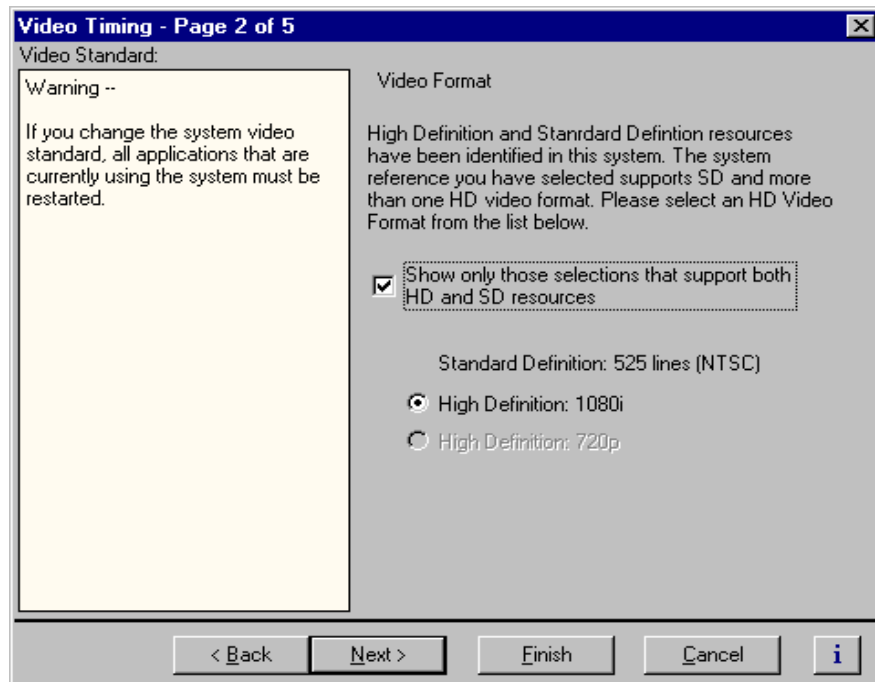 Video Timing - Page 2 of 5
Video Standard:
Warning --
If you change the system video
standard, all applications that are
currently using the system must be
restarted.
Video Format
High Definition and Stanrdard Defintion resources
have been identified in this system. The system
reference you have selected supports SD and more
than one HD video format. Please select an HD Video
Format from the list below.
Show only those selections that support both
HD and SD resources
Standard Definition: 525 lines (NTSC)
High Definition: 1080i
High Definition: 720p
< Back
Next >
Finish
Cancel
i